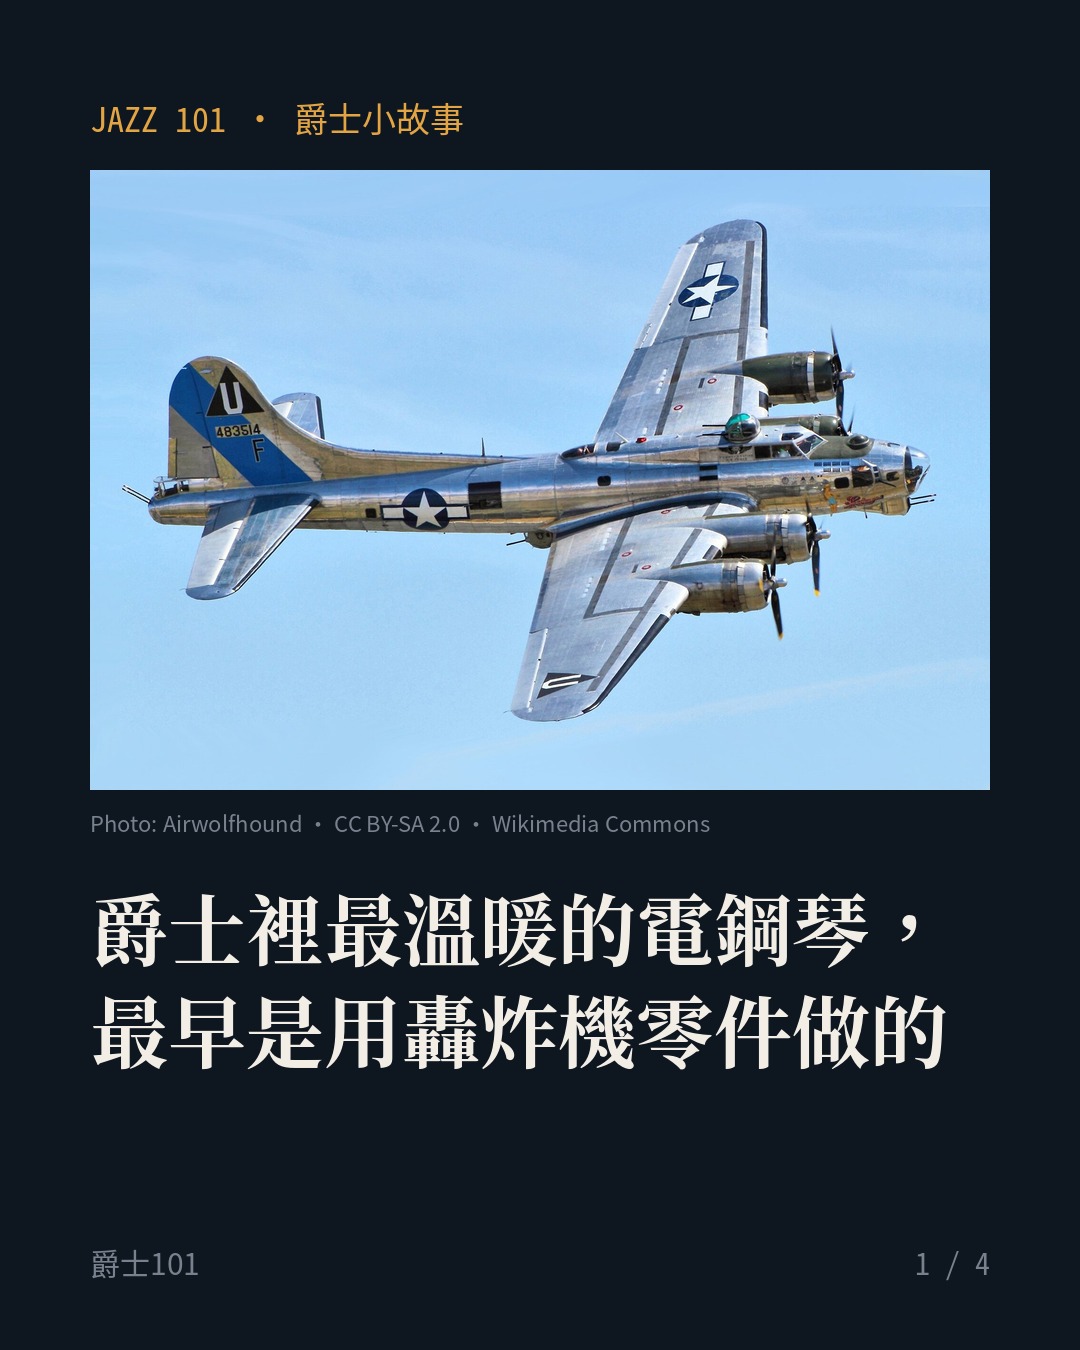 JAZZ 101 · 爵士小故事
U
483514
F
U
Photo: Airwolfhound · CC BY-SA 2.0 · Wikimedia Commons
爵士裡最溫暖的電鋼琴，
最早是用轟炸機零件做的
爵士101
1 / 4